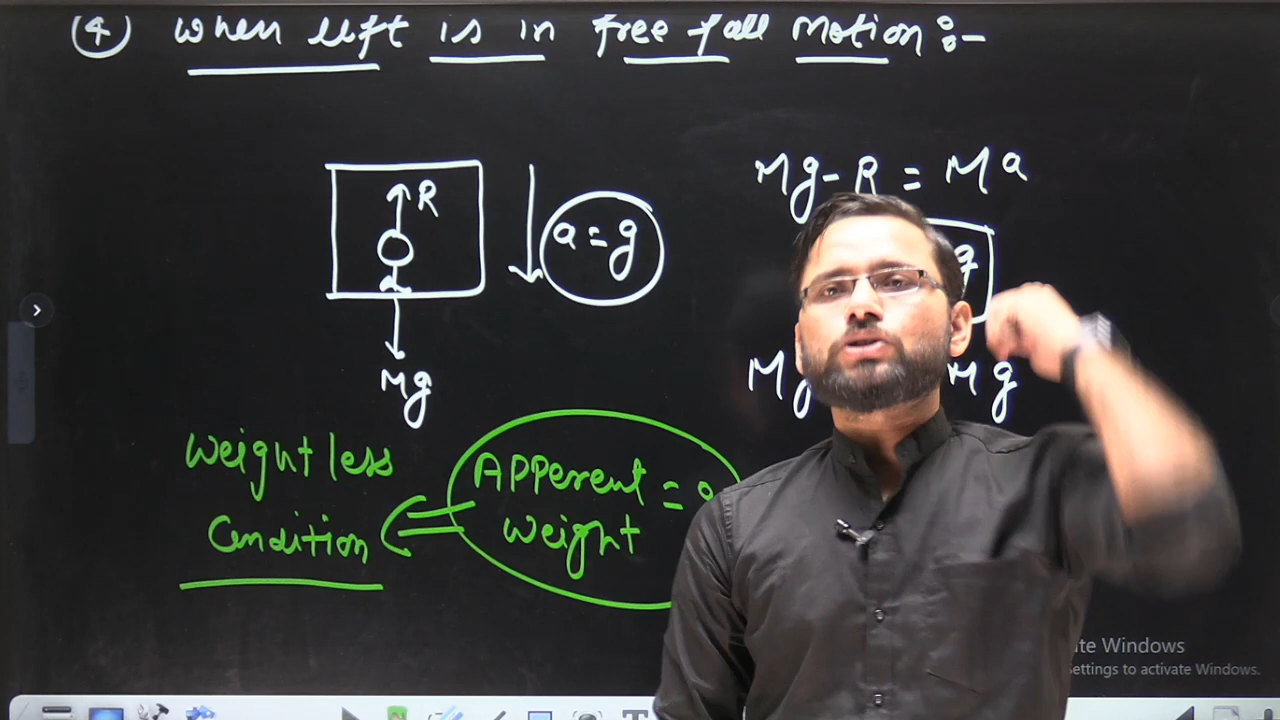 (4) when lift is in free fall Motion :-
R
a = g
Mg
Mg - R = Ma
g
Mg
Mg
Weightless
Condition
Apperent =
Weight
Windows
Settings to activate Windows.